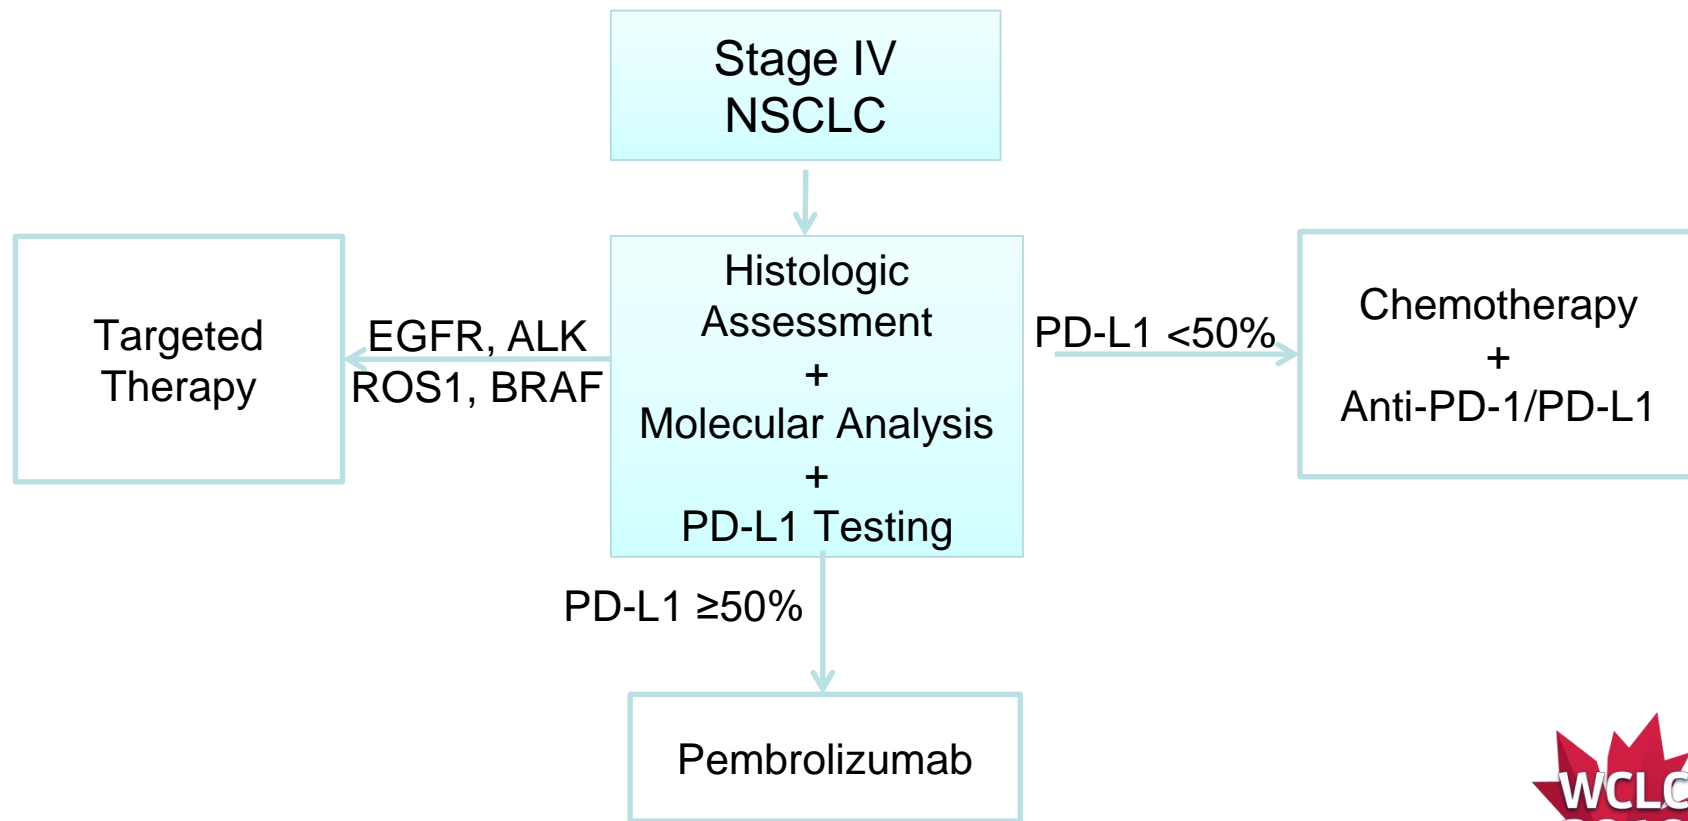 Stage IV
NSCLC
Histologic
Assessment
+
Molecular Analysis
+
PD-L1 Testing
EGFR, ALK
ROS1, BRAF
Targeted
Therapy
PD-L1 <50%
Chemotherapy
+
Anti-PD-1/PD-L1
PD-L1 ≥50%
Pembrolizumab
WCLC